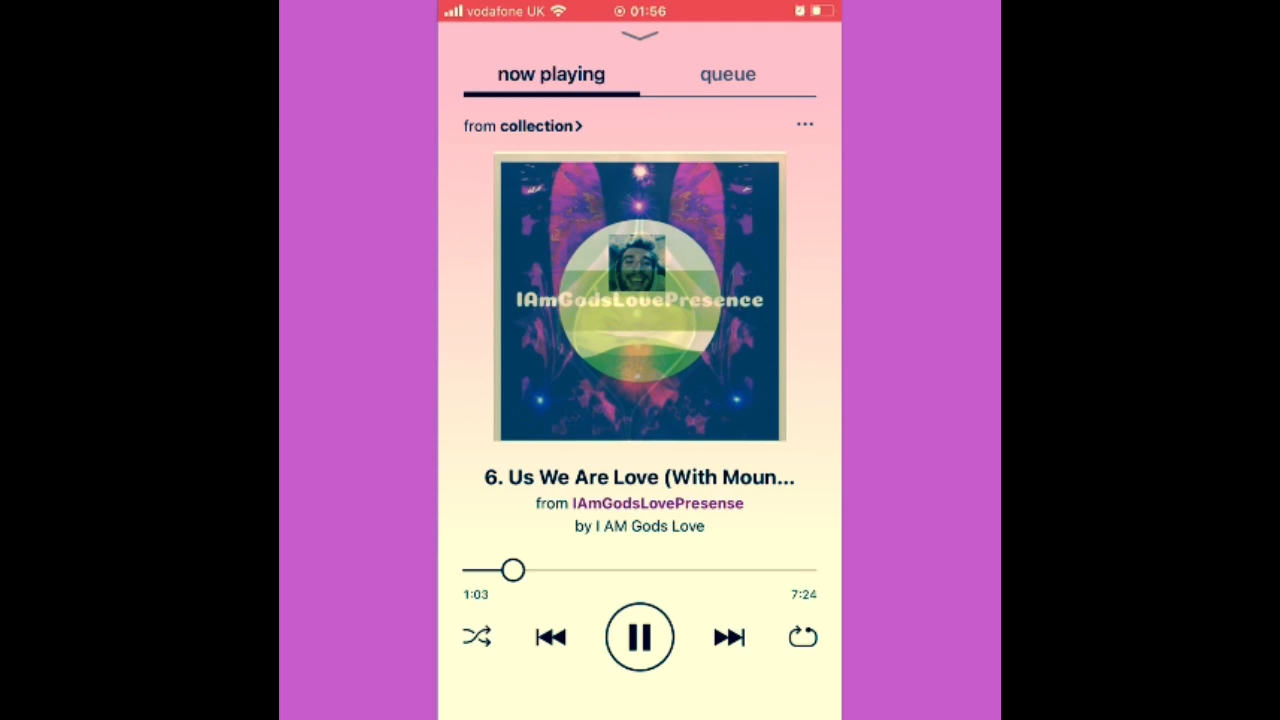 vodafone UK 01:56
now playing queue
from collection>
IAmGodsLovePresence
6. Us We Are Love (With Moun...
from IAmGodsLovePresense
by I AM Gods Love
1:03 7:24